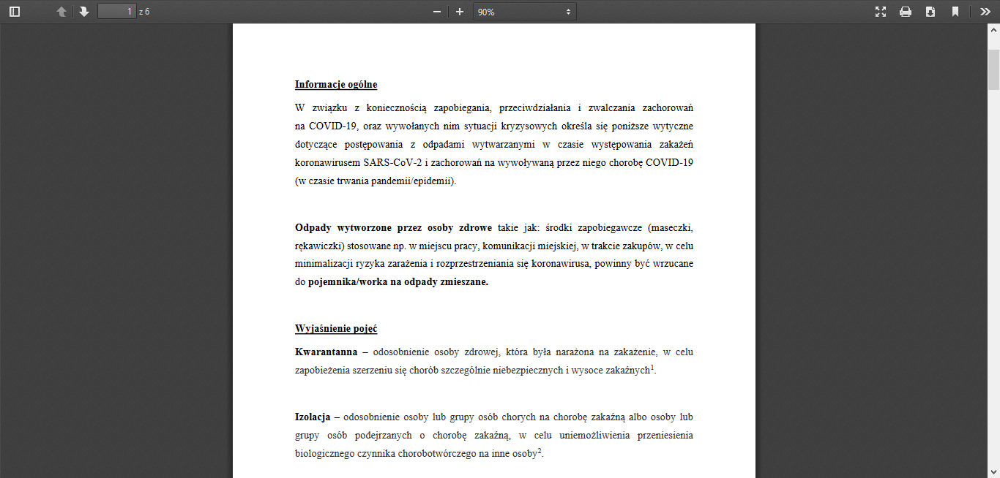 1 z 6 90%
Informacje ogólne
W związku z koniecznością zapobiegania, przeciwdziałania i zwalczania zachorowań
na COVID-19, oraz wywołanych nim sytuacji kryzysowych określa się poniższe wytyczne
dotyczące postępowania z odpadami wytwarzanymi w czasie występowania zakażeń
koronawirusem SARS-CoV-2 i zachorowań na wywoływaną przez niego chorobę COVID-19
(w czasie trwania pandemii/epidemii).
Odpady wytworzone przez osoby zdrowe takie jak: środki zapobiegawcze (maseczki,
rękawiczki) stosowane np. w miejscu pracy, komunikacji miejskiej, w trakcie zakupów, w celu
minimalizacji ryzyka zarażenia i rozprzestrzeniania się koronawirusa, powinny być wrzucane
do pojemnika/worka na odpady zmieszane.
Wyjaśnienie pojęć
Kwarantanna – odosobnienie osoby zdrowej, która była narażona na zakażenie, w celu
zapobieżenia szerzeniu się chorób szczególnie niebezpiecznych i wysoce zakaźnych¹.
Izolacja – odosobnienie osoby lub grupy osób chorych na chorobę zakaźną albo osoby lub
grupy osób podejrzanych o chorobę zakaźną, w celu uniemożliwienia przeniesienia
biologicznego czynnika chorobotwórczego na inne osoby².